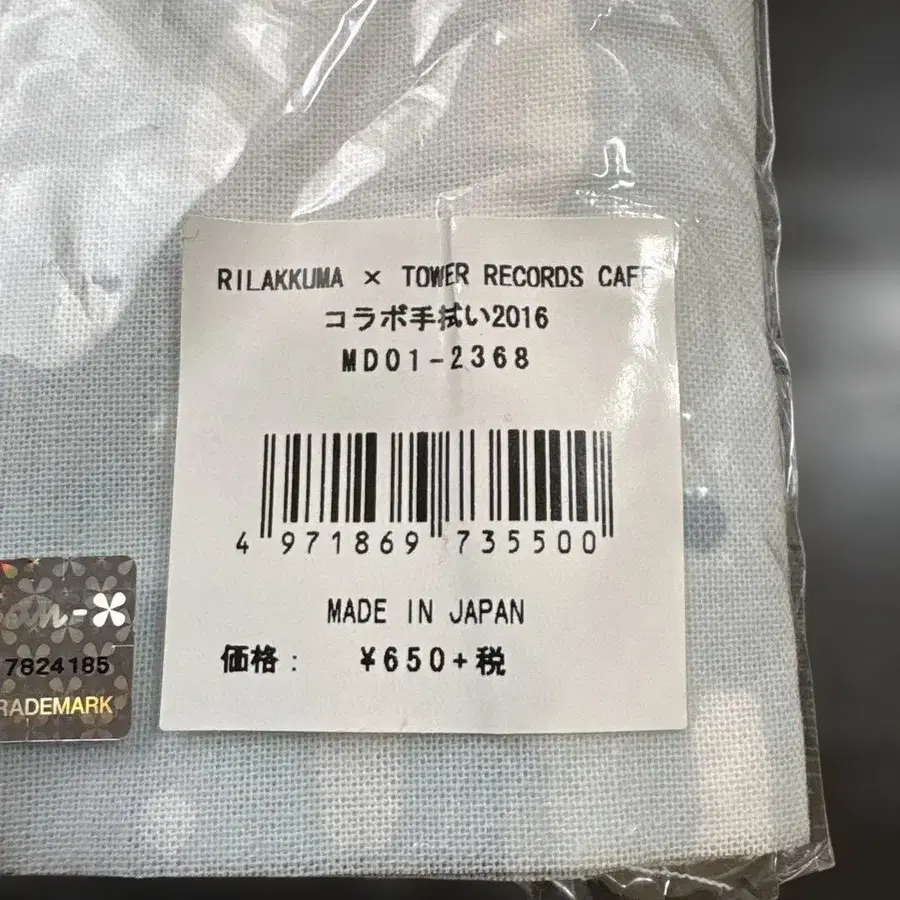 RILAKKUMA × TOWER RECORDS CAFE
コラボ手拭い2016
MD01-2368
4 971869 735500
MADE IN JAPAN
価格： ¥650+税
an-X
7824185
RADEMARK